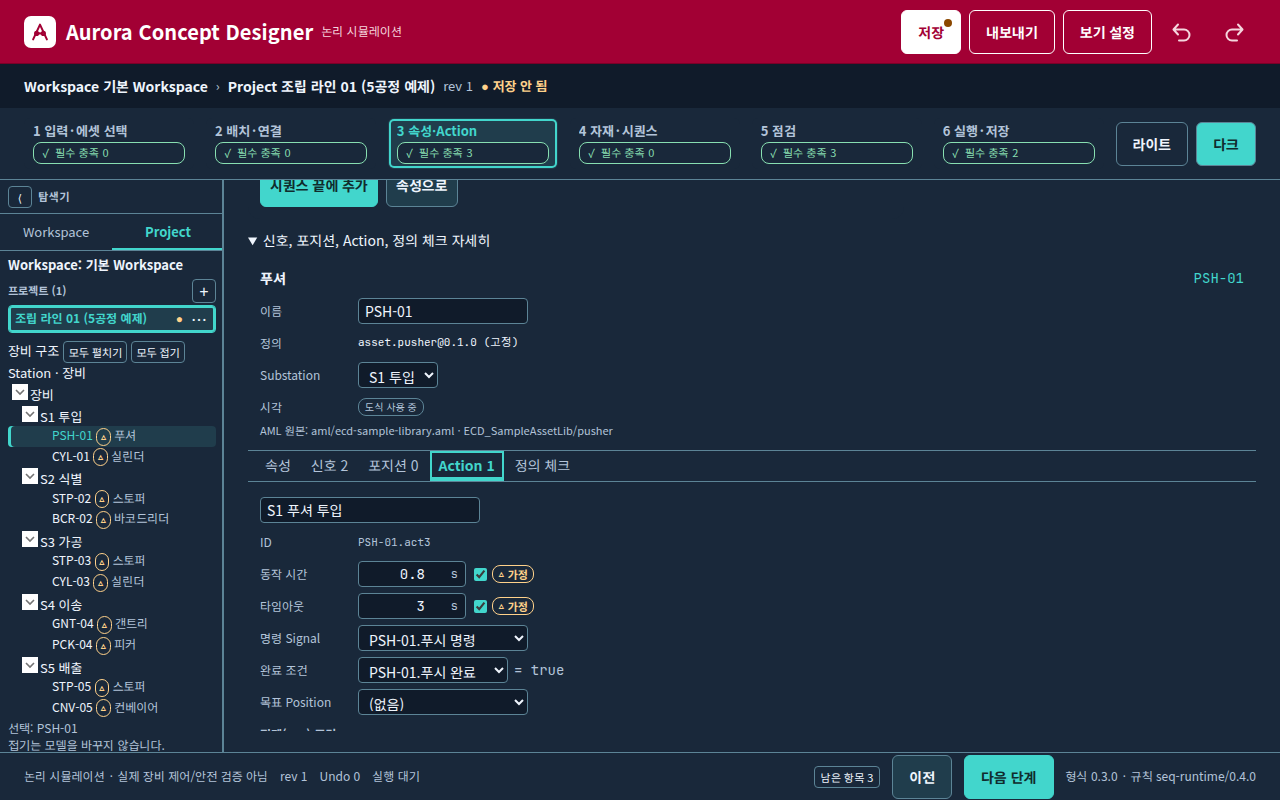 Aurora Concept Designer 논리 시뮬레이션
저장 내보내기 보기 설정
Workspace 기본 Workspace › Project 조립 라인 01 (5공정 예제) rev 1 ● 저장 안 됨
1 입력·에셋 선택 2 배치·연결 3 속성·Action 4 자재·시퀀스 5 점검 6 실행·저장
✓ 필수 충족 0 ✓ 필수 충족 0 ✓ 필수 충족 3 ✓ 필수 충족 0 ✓ 필수 충족 3 ✓ 필수 충족 2
라이트 다크
⟨ 탐색기
Workspace Project
Workspace: 기본 Workspace
프로젝트 (1) +
조립 라인 01 (5공정 예제) ● ···
장비 구조 모두 펼치기 모두 접기
Station · 장비
장비
S1 투입
PSH-01 푸셔
CYL-01 실린더
S2 식별
STP-02 스토퍼
BCR-02 바코드리더
S3 가공
STP-03 스토퍼
CYL-03 실린더
S4 이송
GNT-04 갠트리
PCK-04 피커
S5 배출
STP-05 스토퍼
CNV-05 컨베이어
선택: PSH-01
접기는 모델을 바꾸지 않습니다.
시퀀스 끝에 추가 속성으로
▼ 신호, 포지션, Action, 정의 체크 자세히
푸셔 PSH-01
이름 PSH-01
정의 asset.pusher@0.1.0 (고정)
Substation S1 투입
시각 도식 사용 중
AML 원본: aml/ecd-sample-library.aml · ECD_SampleAssetLib/pusher
속성 신호 2 포지션 0 Action 1 정의 체크
S1 푸셔 투입
ID PSH-01.act3
동작 시간 0.8 s 가정
타임아웃 3 s 가정
명령 Signal PSH-01.푸시 명령
완료 조건 PSH-01.푸시 완료 = true
목표 Position (없음)
논리 시뮬레이션 · 실제 장비 제어/안전 검증 아님 rev 1 Undo 0 실행 대기
남은 항목 3 이전 다음 단계 형식 0.3.0 · 규칙 seq-runtime/0.4.0